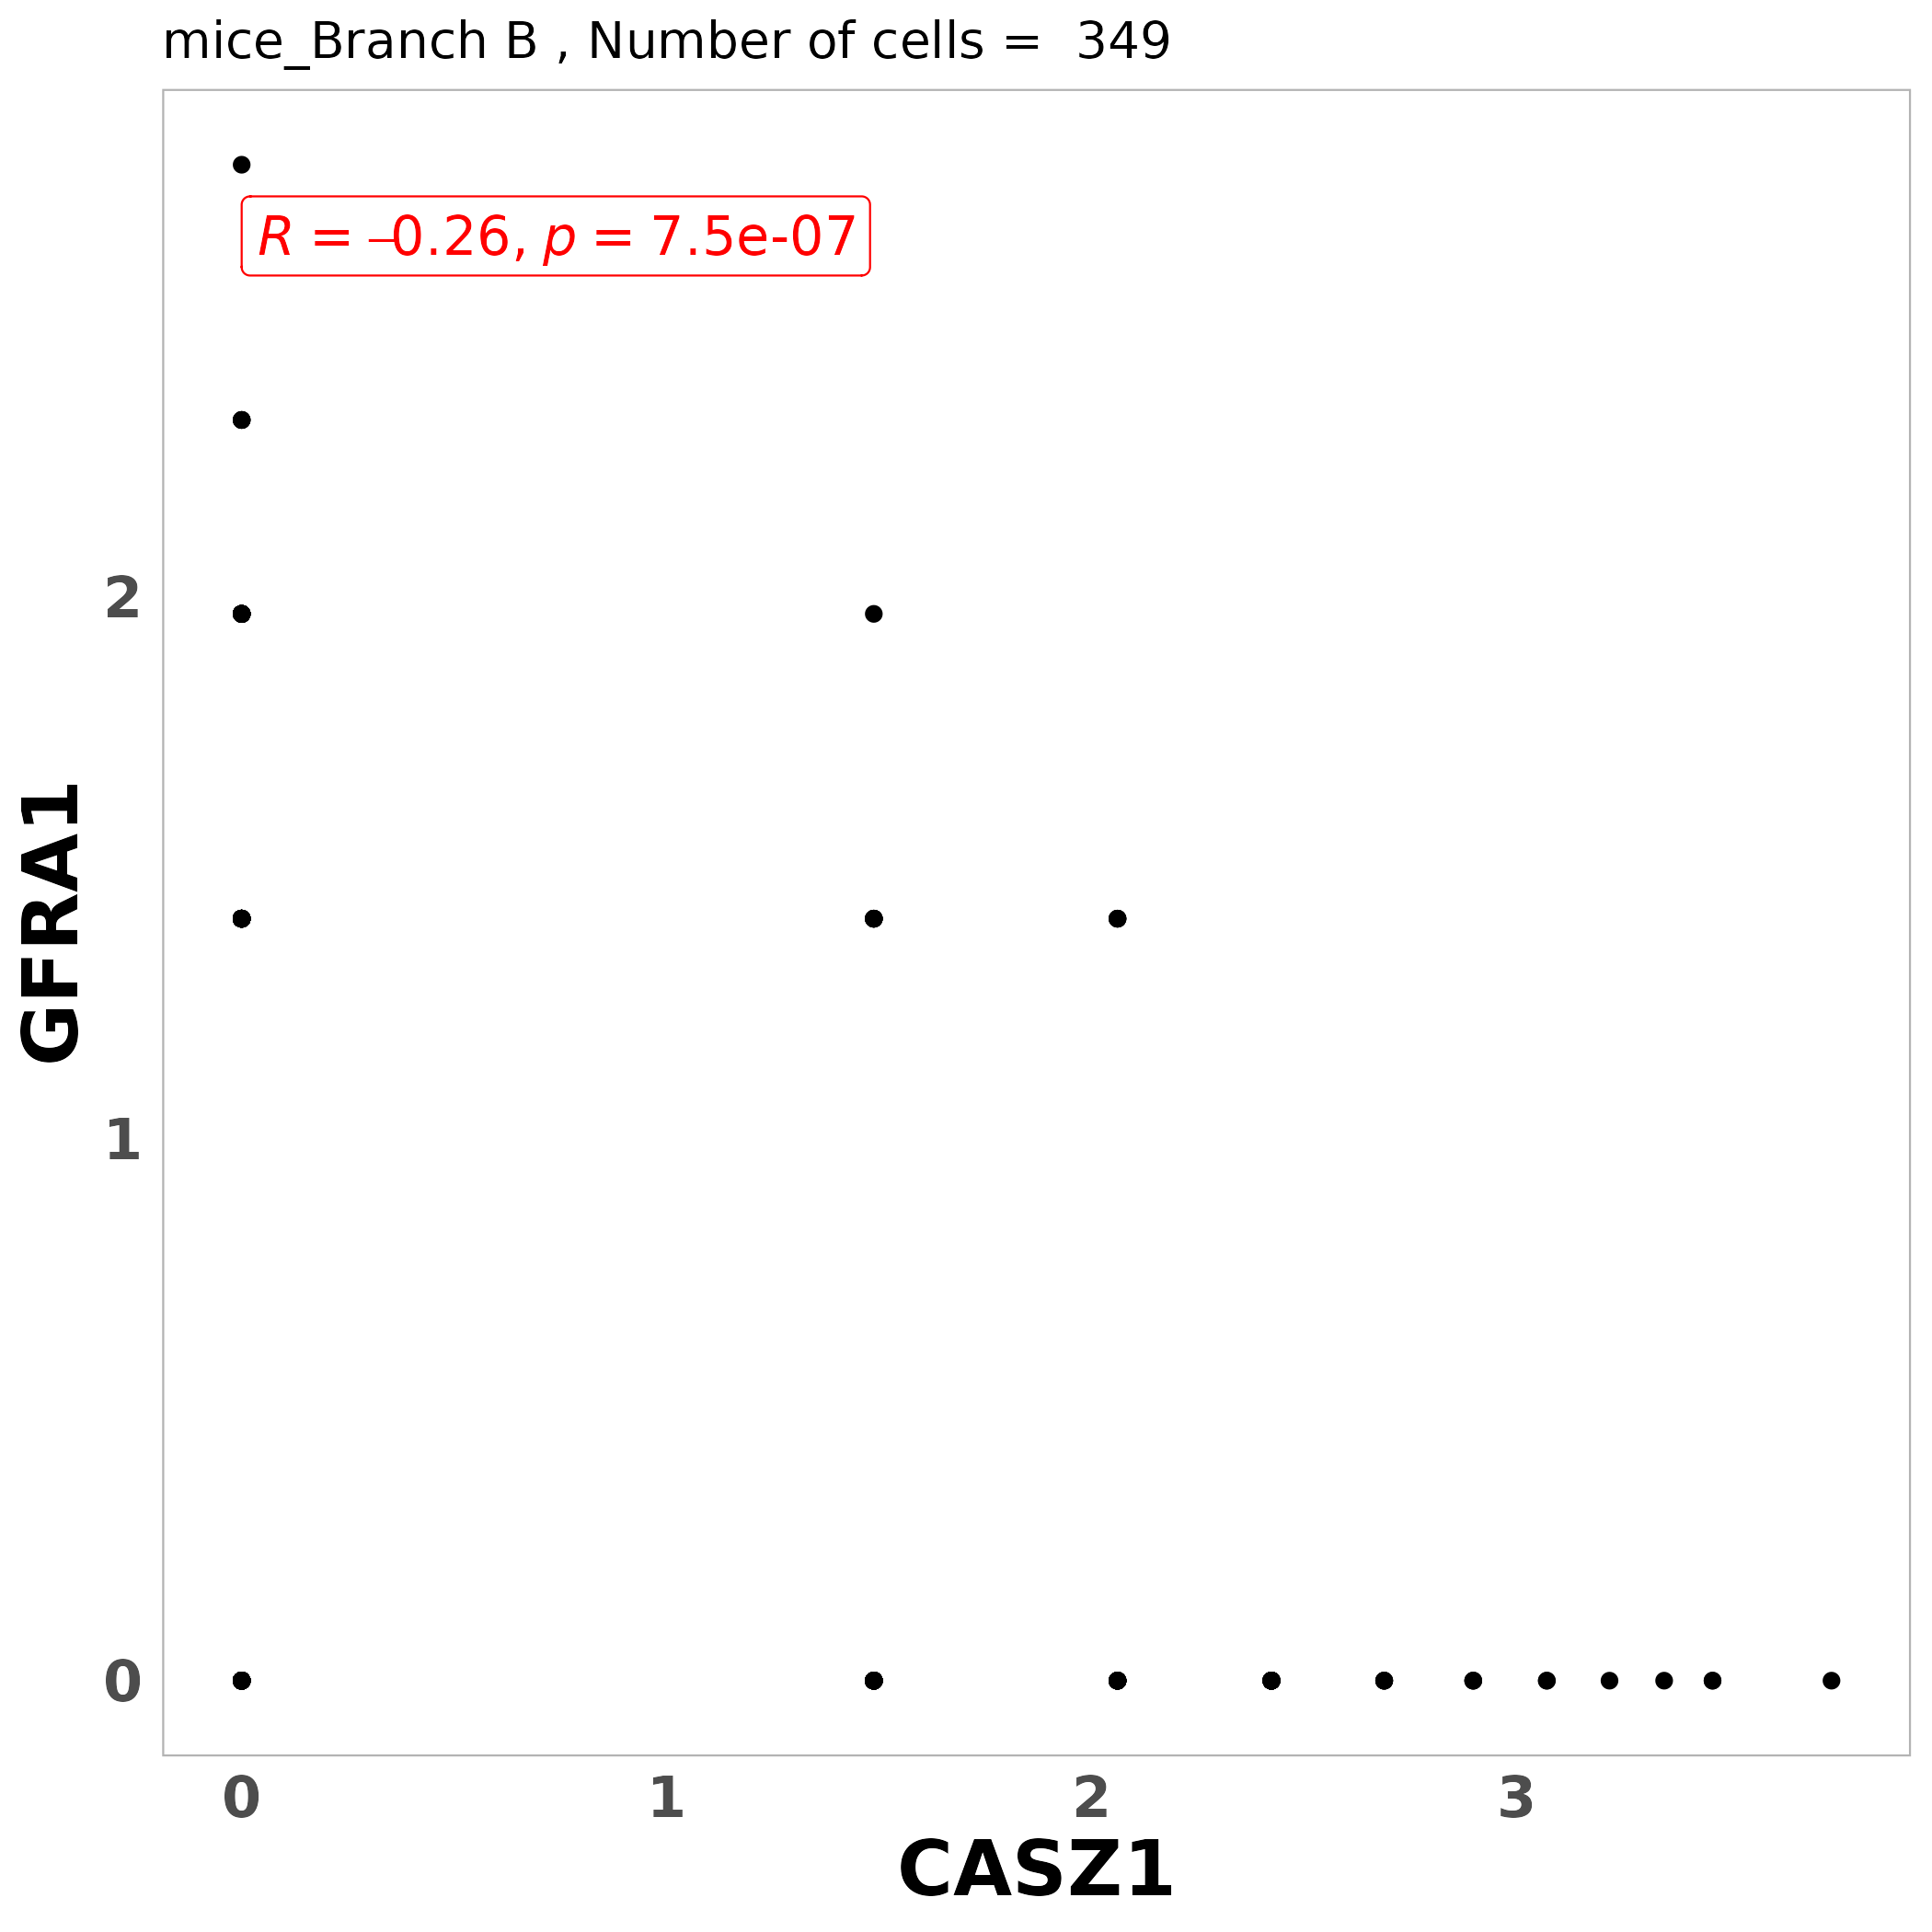 mice_Branch B , Number of cells =  349
R = –0.26, p = 7.5e-07
2
1
0
GFRA1
0 1 2 3
CASZ1